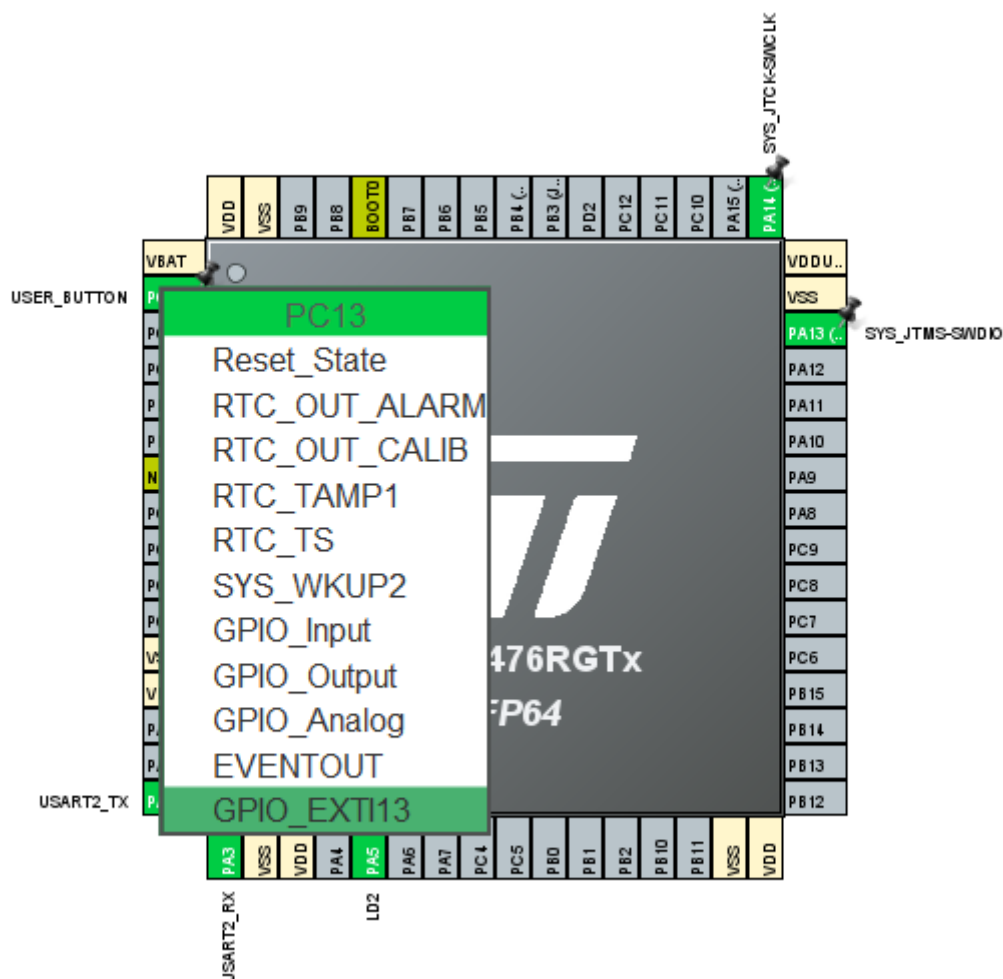 SYS_JTCK-SWCLK
VDD
VSS
PB9
PB8
BOOT0
PB7
PB6
PB5
PB4 (..
PB3 (J..
PD2
PC12
PC11
PC10
PA15 (..
PA14 (..
VBAT
USER_BUTTON
PC13
Reset_State
RTC_OUT_ALARM
RTC_OUT_CALIB
RTC_TAMP1
RTC_TS
SYS_WKUP2
GPIO_Input
GPIO_Output
GPIO_Analog
EVENTOUT
GPIO_EXTI13
USART2_TX
476RGTx
FP64
VDDU..
VSS
PA13 (..
SYS_JTMS-SWDIO
PA12
PA11
PA10
PA9
PA8
PC9
PC8
PC7
PC6
PB15
PB14
PB13
PB12
PA3
VSS
VDD
PA4
PA5
PA6
PA7
PC4
PC5
PB0
PB1
PB2
PB10
PB11
VSS
VDD
USART2_RX
LD2